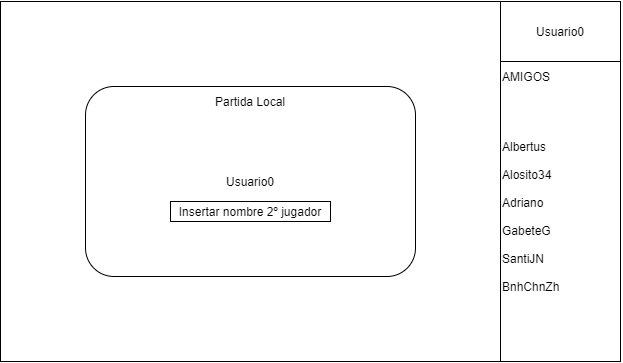 Partida Local
Usuario0
Insertar nombre 2º jugador
Usuario0
AMIGOS
Albertus
Alosito34
Adriano
GabeteG
SantiJN
BnhChnZh